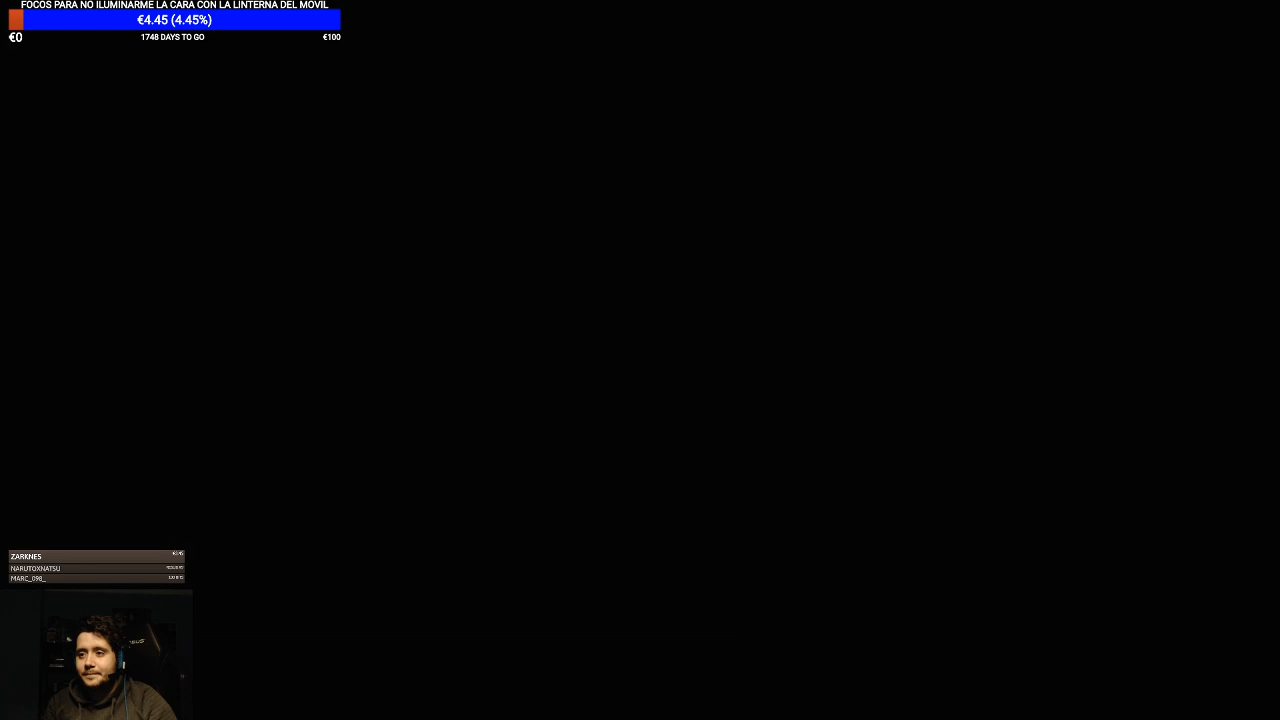 FOCOS PARA NO ILUMINARME LA CARA CON LA LINTERNA DEL MOVIL
€4.45 (4.45%)
€0 1748 DAYS TO GO €100
ZARKNES
NARUTOXNATSU
MARC_098_